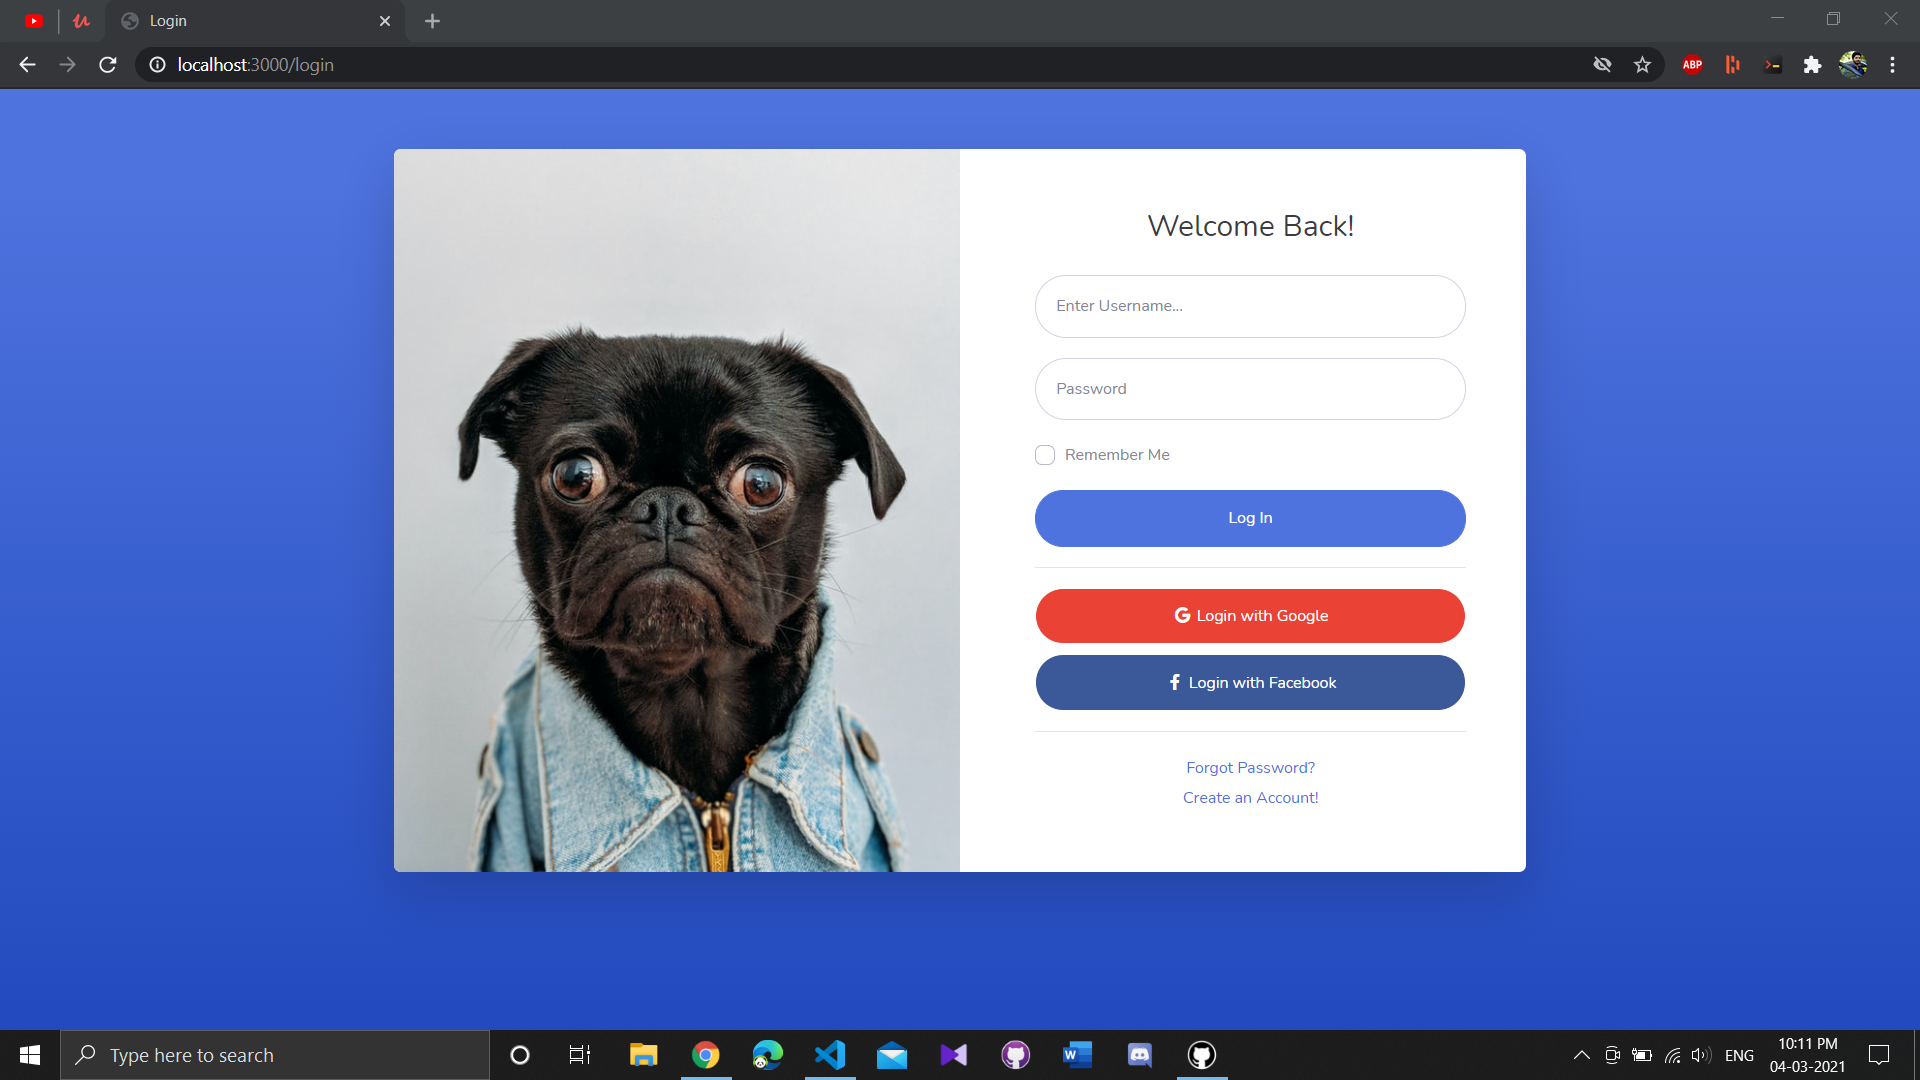 Login
localhost:3000/login
ABP
Welcome Back!
Enter Username...
Password
Remember Me
Log In
Login with Google
Login with Facebook
Forgot Password?
Create an Account!
Type here to search
W
ENG
10:11 PM
04-03-2021